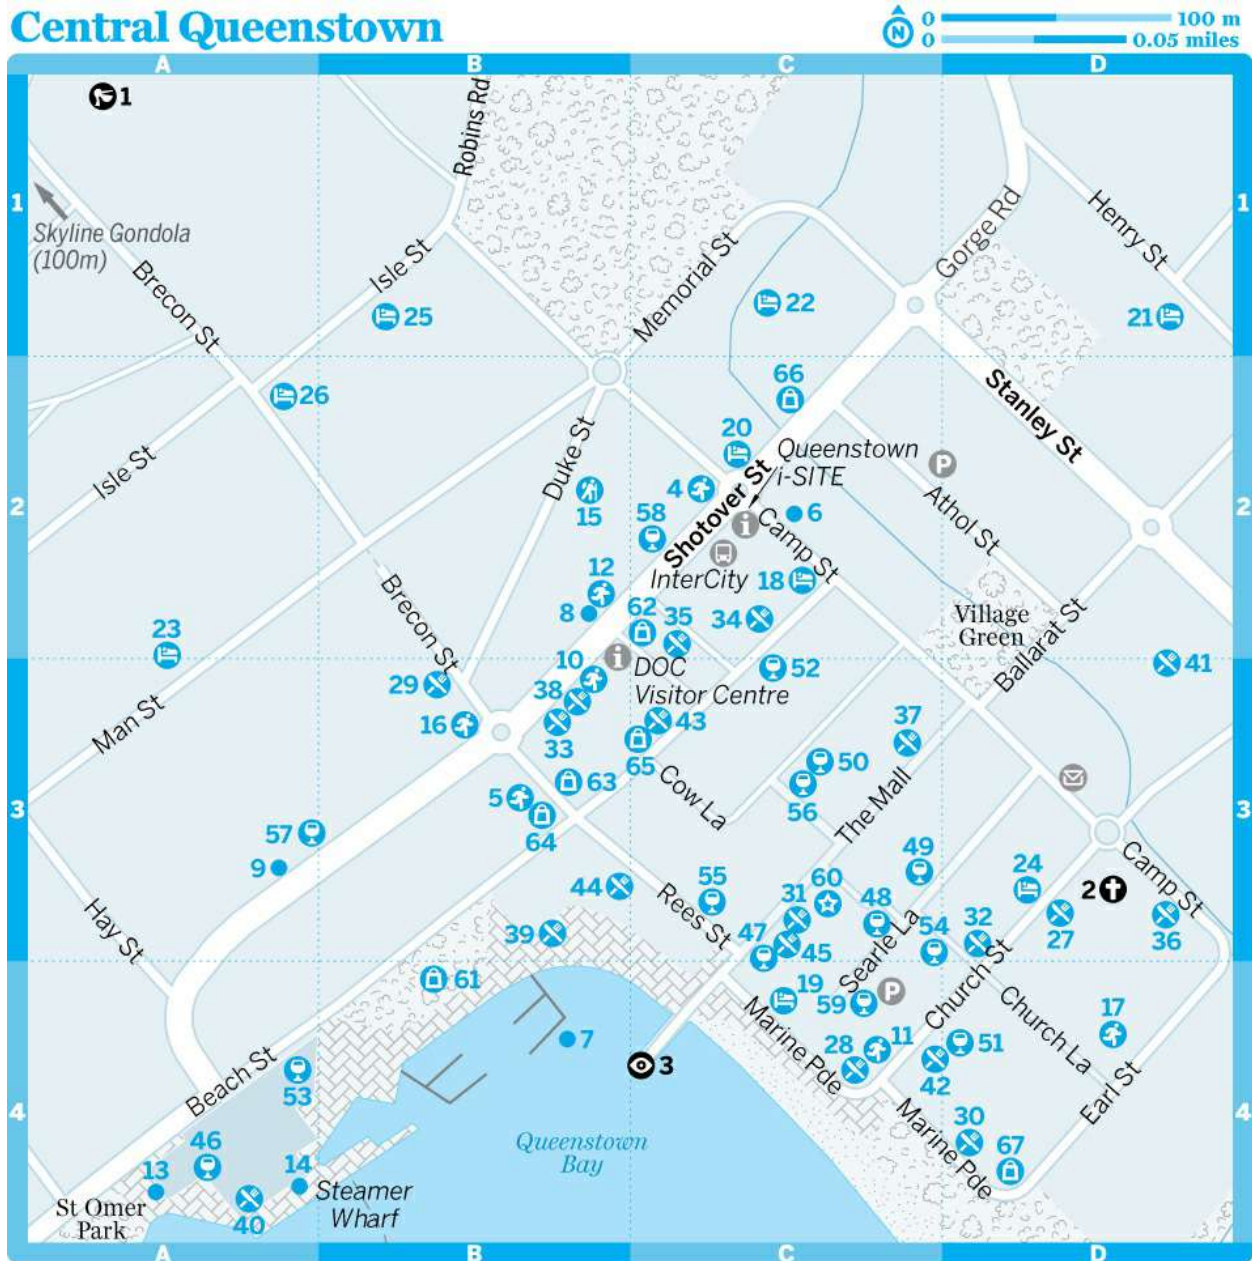 Central Queenstown
N
0 100 m
0 0.05 miles
A B C D
1
Robins Rd
1 1
Skyline Gondola
(100m)
Brecon St
Isle St
25
Memorial St
22
Gorge Rd
Henry St
21
26
66
Stanley St
Isle St
Duke St
20
Queenstown
i-SITE
P
4
15
58
Shotover St
6
Athol St
2 2
Camp St
InterCity
12
18
8
62
35
34
Village
Green
Ballarat St
23
Brecon St
10
DOC
Visitor Centre
52
41
29
38
43
37
Man St
16
33
65
50
63
Cow La
56
The Mall
5
64
3 3
57
9
49
Camp St
44
Rees St
55
31
60
48
24
2
Hay St
39
47
45
Searle La
54
32
27
36
61
19
59
P
Church St
Church La
17
7
Marine Pde
28
11
51
3
42
Beach St
53
Earl St
4 4
46
Queenstown
Bay
Marine Pde
30
67
13
14
Steamer
Wharf
St Omer
Park
40
A B C D